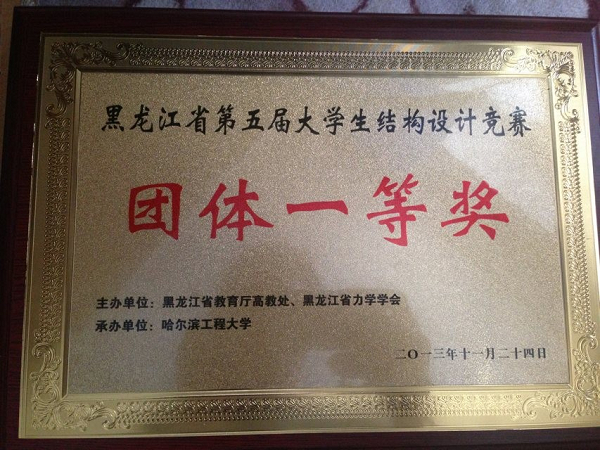 黑龙江省第五届大学生结构设计竞赛
团体一等奖
主办单位：黑龙江省教育厅高教处、黑龙江省力学学会
承办单位：哈尔滨工程大学
二〇一三年十一月二十四日